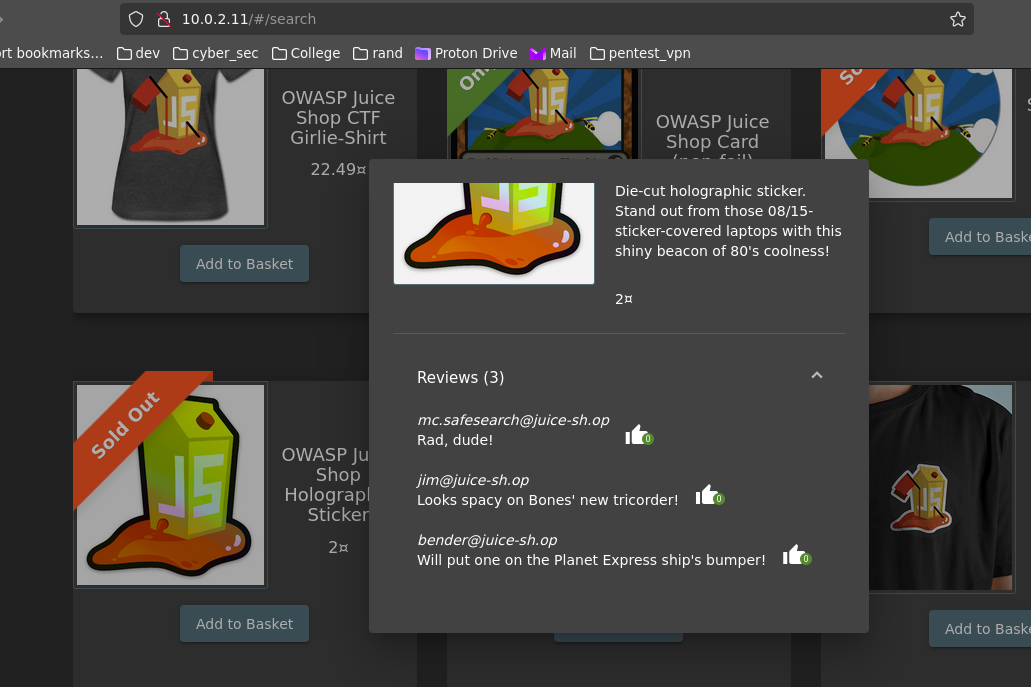 10.0.2.11/#/search
rt bookmarks...
dev
cyber_sec
College
rand
Proton Drive
Mail
pentest_vpn
OWASP Juice
Shop CTF
Girlie-Shirt
22.49¤
Add to Basket
OWASP Juice
Shop Card
(non-foil)
Add to Baske
Die-cut holographic sticker.
Stand out from those 08/15-
sticker-covered laptops with this
shiny beacon of 80's coolness!
2¤
Reviews (3)
mc.safesearch@juice-sh.op
Rad, dude!
0
jim@juice-sh.op
Looks spacy on Bones' new tricorder!
0
bender@juice-sh.op
Will put one on the Planet Express ship's bumper!
0
Sold Out
JS
OWASP Ju
Shop
Holograph
Sticker
2¤
Add to Basket
Add to Baske